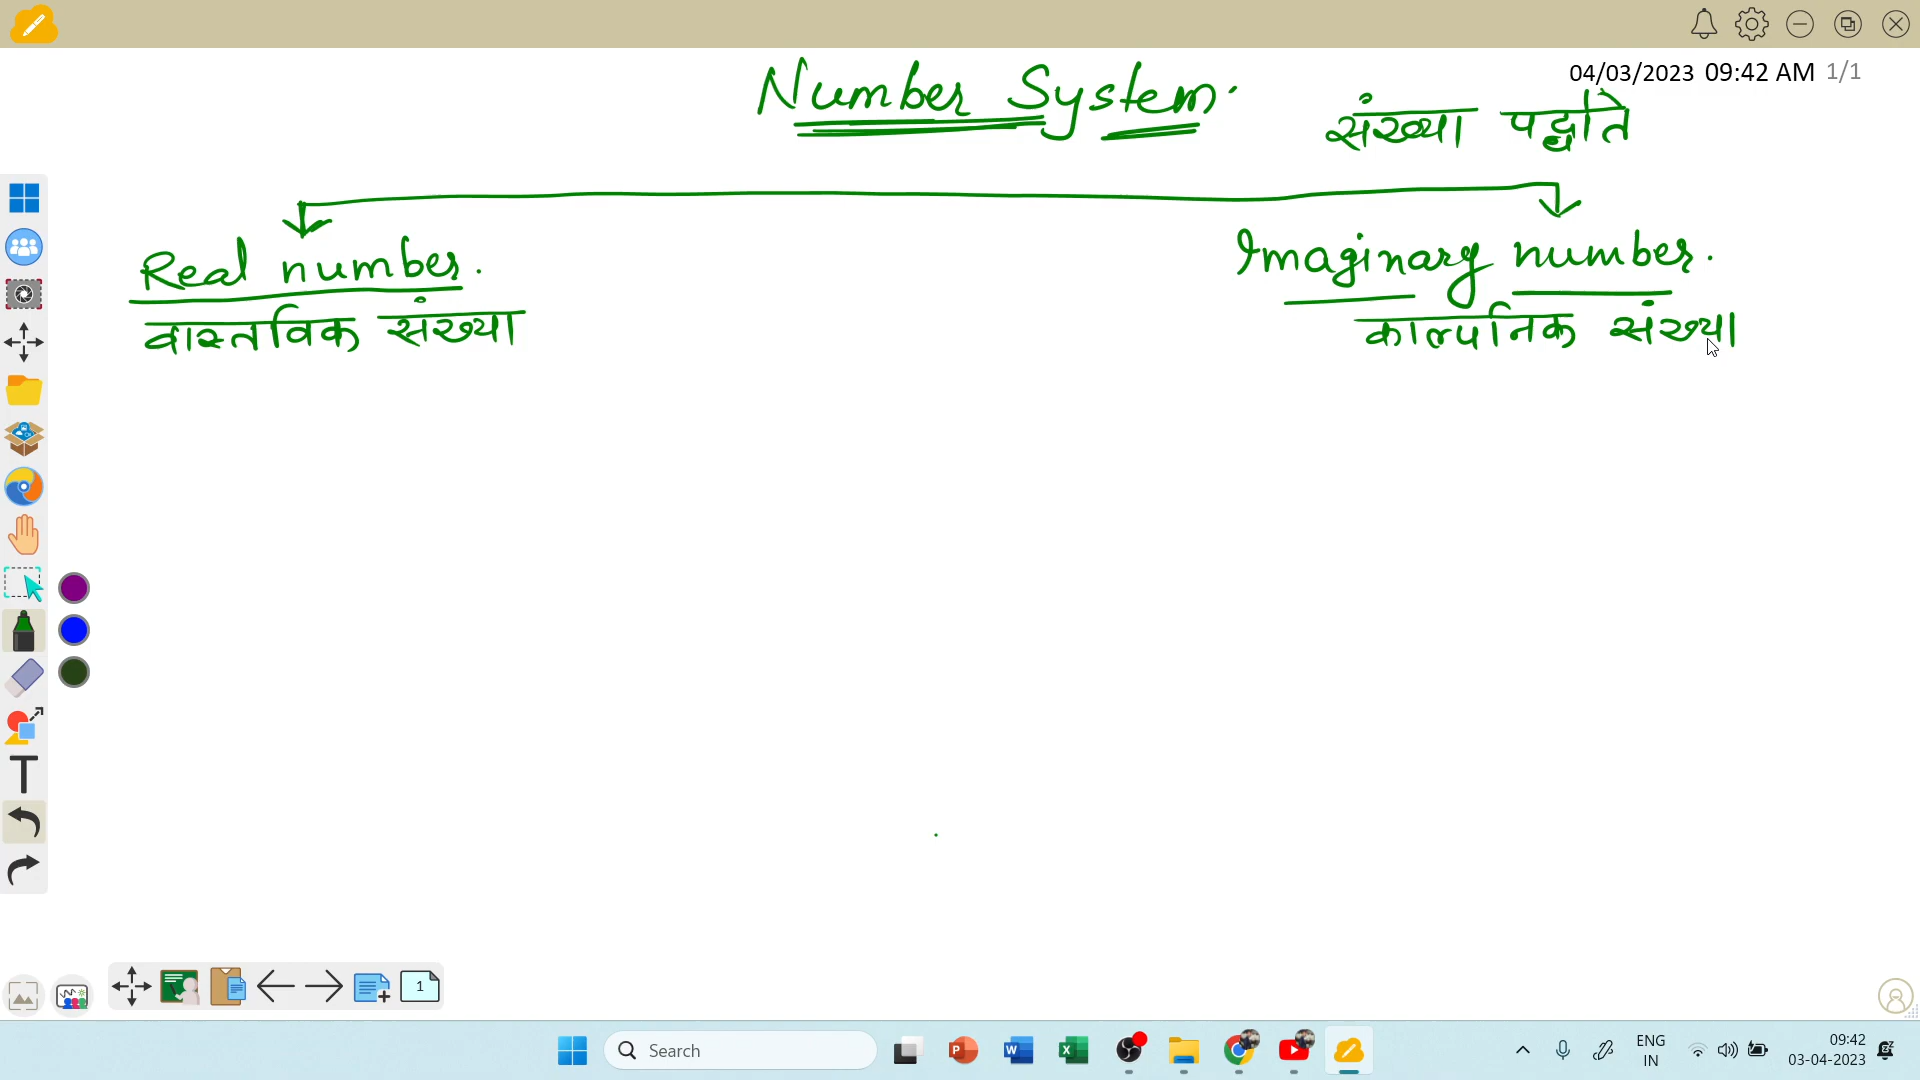 04/03/2023 09:42 AM 1/1
Number System.
संख्या पद्धति
Real number.
वास्तविक संख्या
Imaginary number.
काल्पनिक संख्या
1
Search
ENG
IN
09:42
03-04-2023